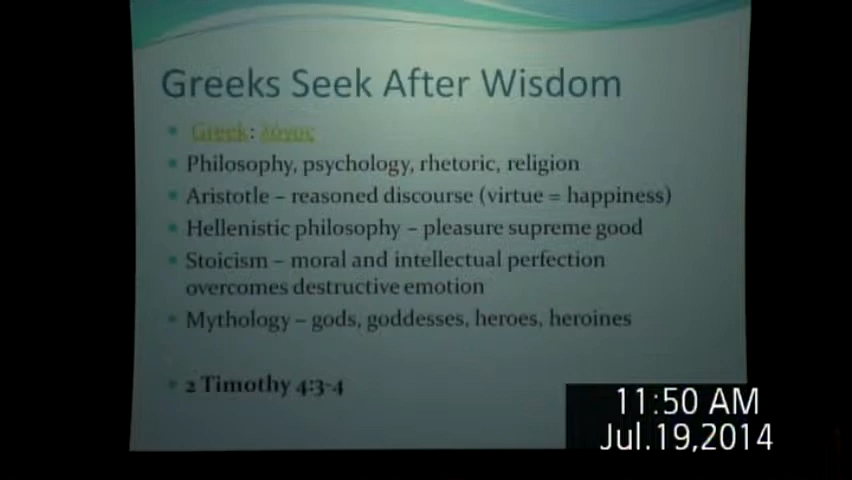 Greeks Seek After Wisdom
• Greek: λόγος
• Philosophy, psychology, rhetoric, religion
• Aristotle – reasoned discourse (virtue = happiness)
• Hellenistic philosophy – pleasure supreme good
• Stoicism – moral and intellectual perfection
overcomes destructive emotion
• Mythology – gods, goddesses, heroes, heroines
• 2 Timothy 4:3-4
11:50 AM
Jul.19,2014